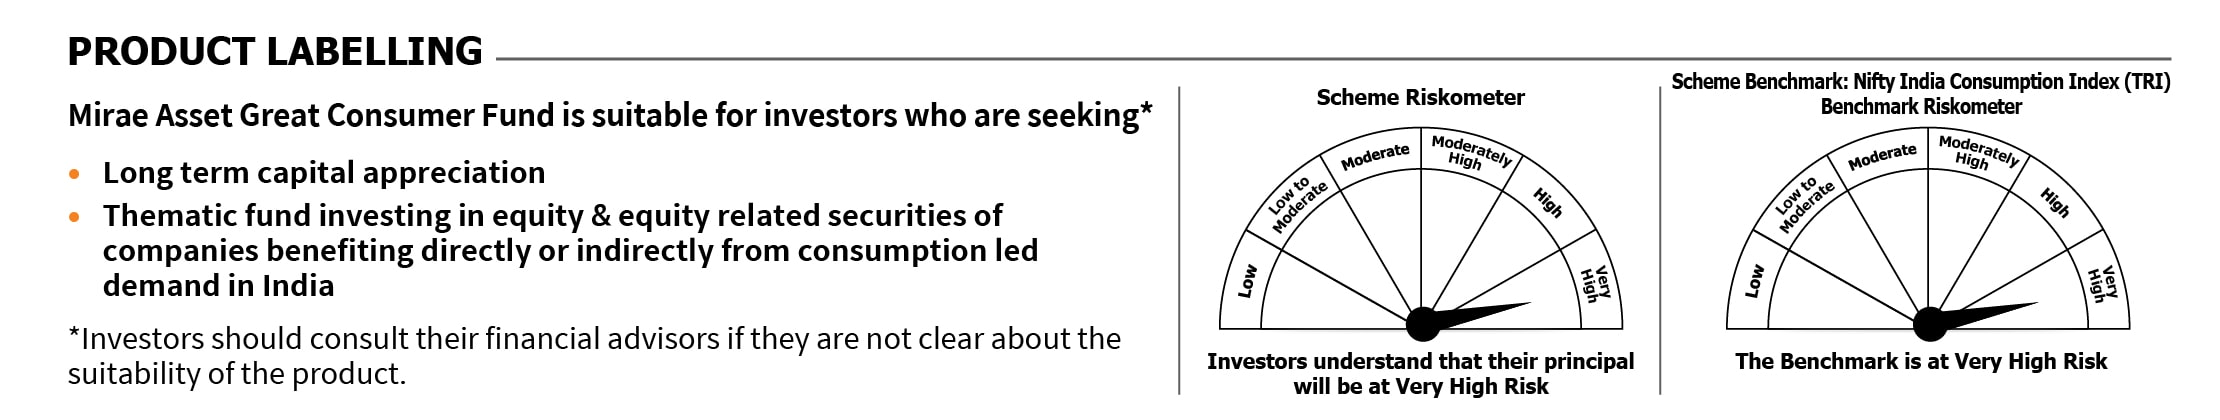 PRODUCT LABELLING
Mirae Asset Great Consumer Fund is suitable for investors who are seeking*
• Long term capital appreciation
• Thematic fund investing in equity & equity related securities of
companies benefiting directly or indirectly from consumption led
demand in India
*Investors should consult their financial advisors if they are not clear about the
suitability of the product.
Scheme Riskometer
Low
Low to
Moderate
Moderate
Moderately
High
High
Very
High
Investors understand that their principal
will be at Very High Risk
Scheme Benchmark: Nifty India Consumption Index (TRI)
Benchmark Riskometer
Low
Low to
Moderate
Moderate
Moderately
High
High
Very
High
The Benchmark is at Very High Risk